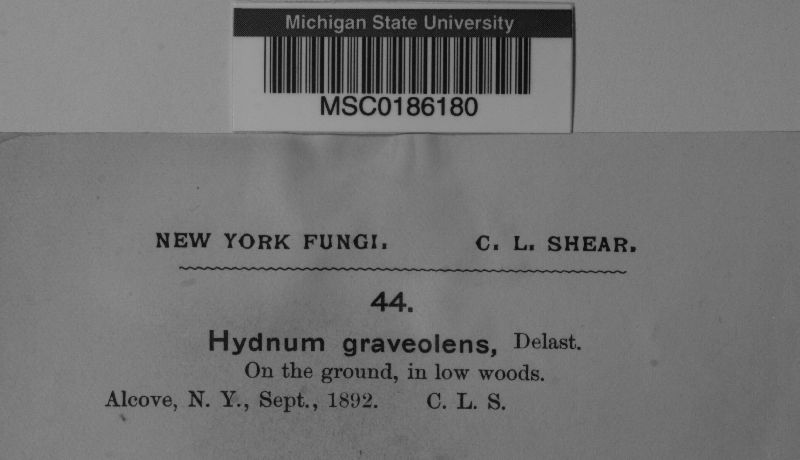 Michigan State University
MSC0186180
NEW YORK FUNGI. C. L. SHEAR.
44.
Hydnum graveolens, Delast.
On the ground, in low woods.
Alcove, N. Y., Sept., 1892. C. L. S.